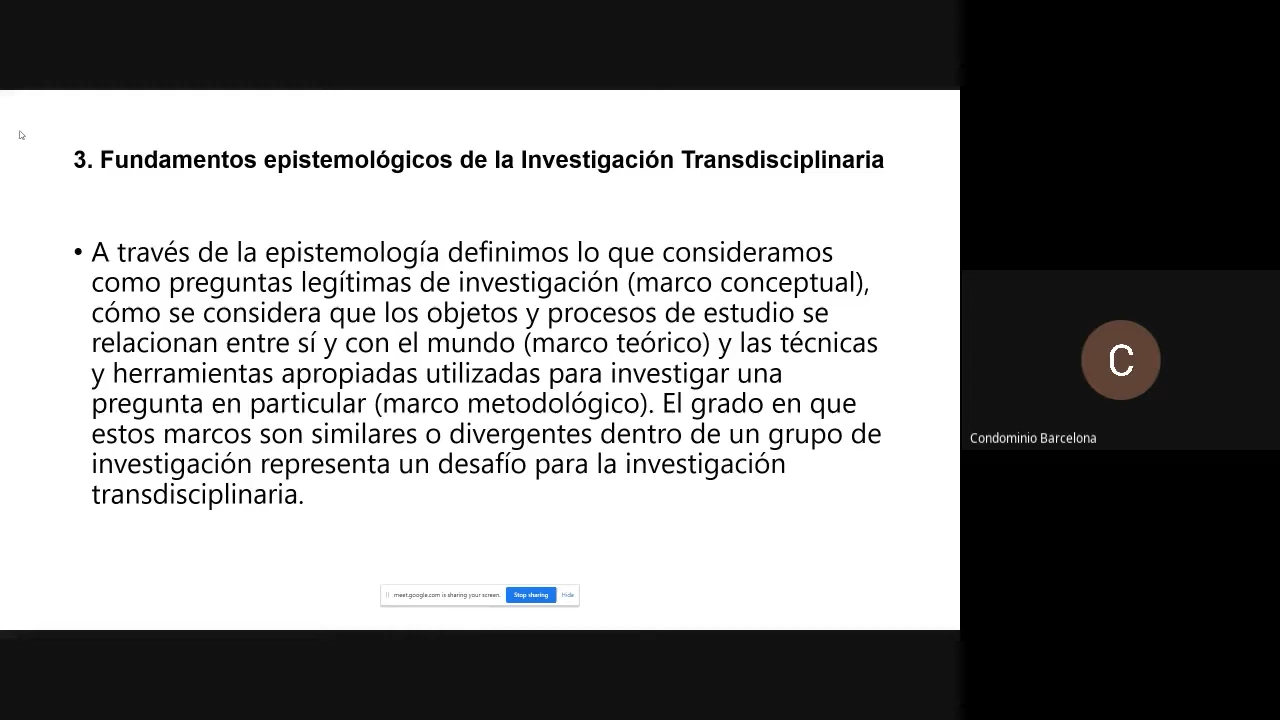 3. Fundamentos epistemológicos de la Investigación Transdisciplinaria
• A través de la epistemología definimos lo que consideramos
como preguntas legítimas de investigación (marco conceptual),
cómo se considera que los objetos y procesos de estudio se
relacionan entre sí y con el mundo (marco teórico) y las técnicas
y herramientas apropiadas utilizadas para investigar una
pregunta en particular (marco metodológico). El grado en que
estos marcos son similares o divergentes dentro de un grupo de
investigación representa un desafío para la investigación
transdisciplinaria.
meet.google.com is sharing your screen. Stop sharing Hide
C
Condominio Barcelona